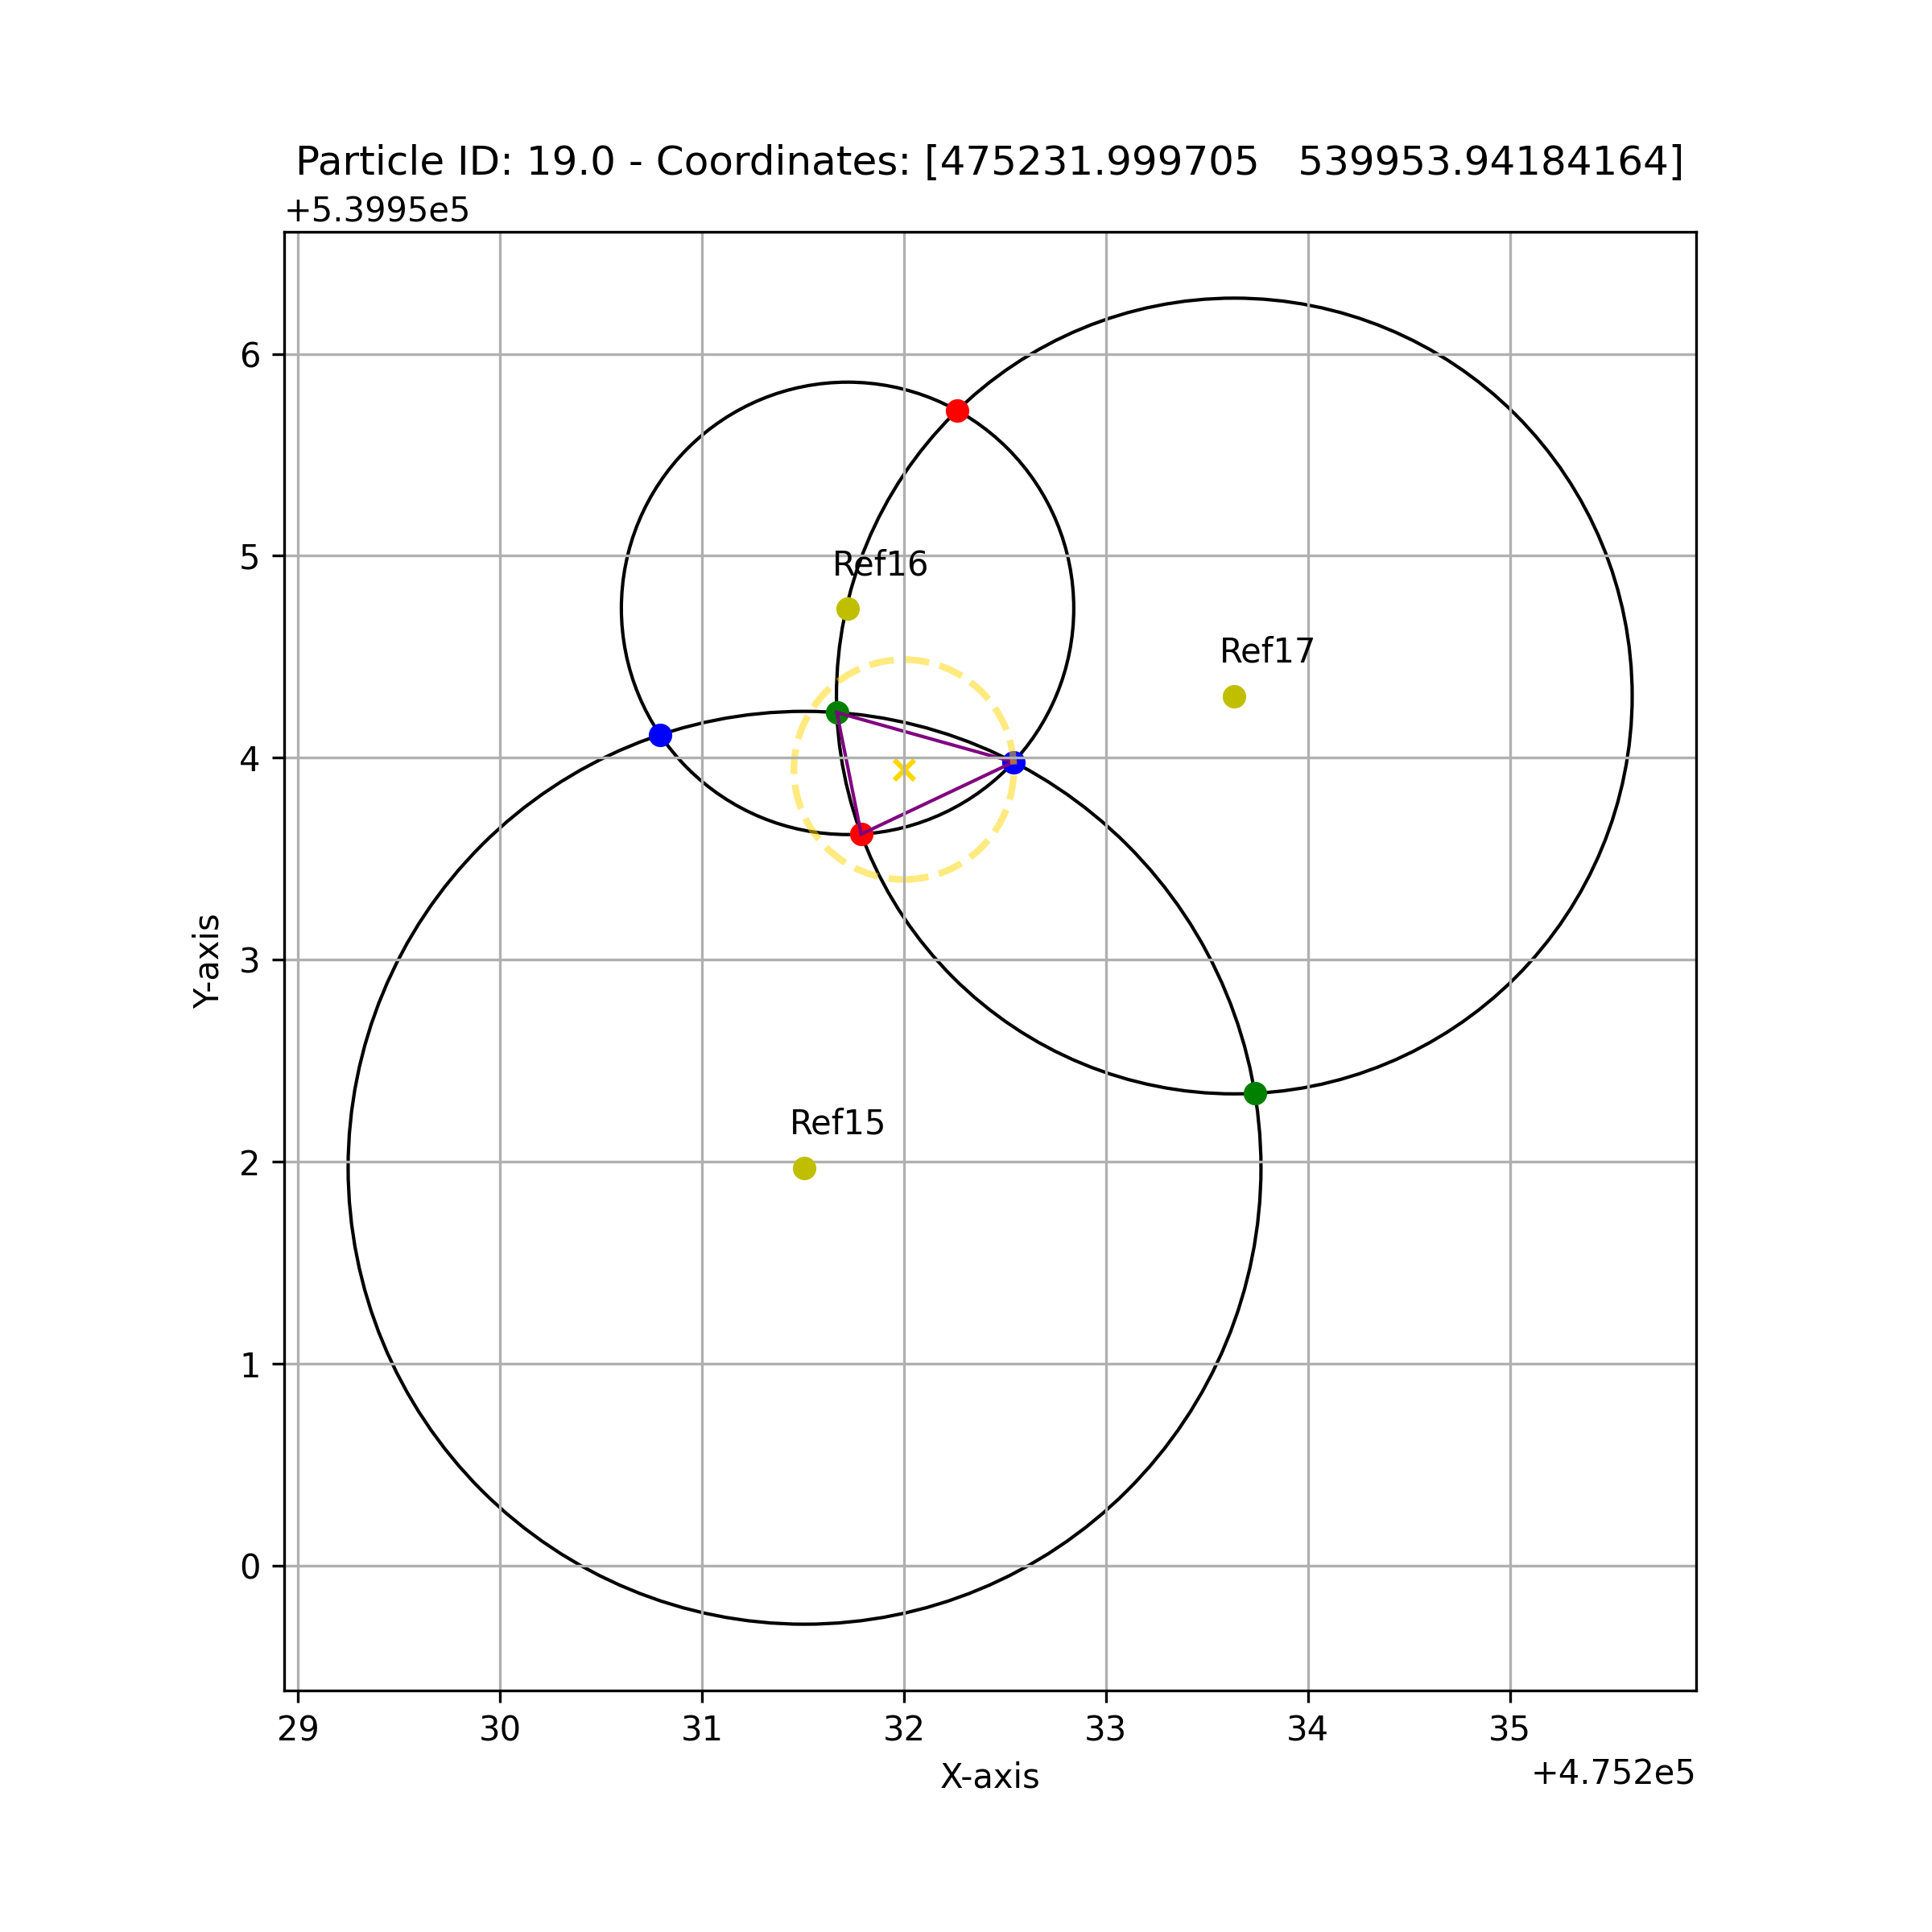 Particle ID: 19.0 - Coordinates: [475231.999705   539953.94184164]
+5.3995e5
6
5
4
3
2
1
0
Y-axis
Ref16
Ref17
Ref15
29 30 31 32 33 34 35
X-axis
+4.752e5